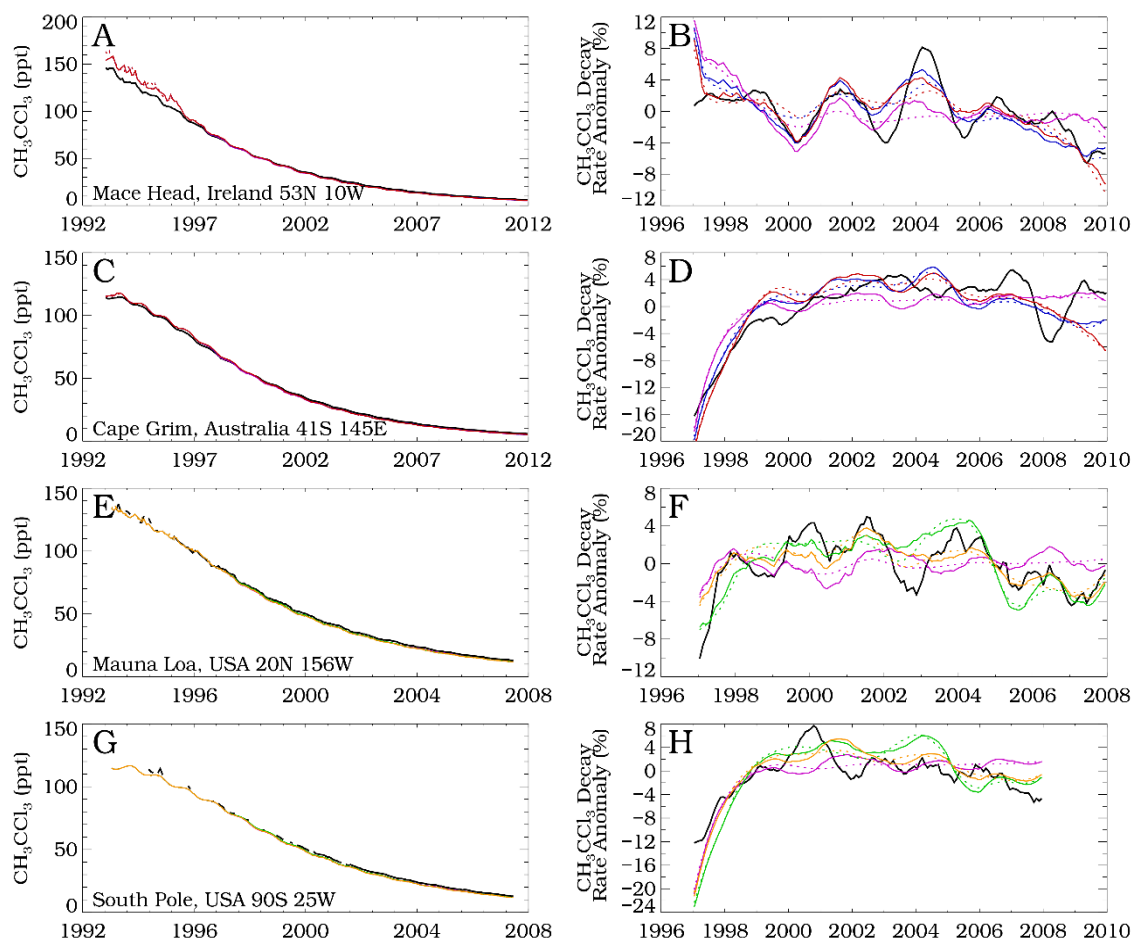 A
CH3CCl3 (ppt)
200
150
100
50
0
Mace Head, Ireland 53N 10W
1992 1997 2002 2007 2012
B
CH3CCl3 Decay
Rate Anomaly (%)
12
8
4
0
−4
−8
−12
1996 1998 2000 2002 2004 2006 2008 2010
C
CH3CCl3 (ppt)
150
100
50
0
Cape Grim, Australia 41S 145E
1992 1997 2002 2007 2012
D
CH3CCl3 Decay
Rate Anomaly (%)
8
4
0
−4
−8
−12
−16
−20
1996 1998 2000 2002 2004 2006 2008 2010
E
CH3CCl3 (ppt)
150
100
50
0
Mauna Loa, USA 20N 156W
1992 1996 2000 2004 2008
F
CH3CCl3 Decay
Rate Anomaly (%)
8
4
0
−4
−8
−12
1996 1998 2000 2002 2004 2006 2008
G
CH3CCl3 (ppt)
150
100
50
0
South Pole, USA 90S 25W
1992 1996 2000 2004 2008
H
CH3CCl3 Decay
Rate Anomaly (%)
8
4
0
−4
−8
−12
−16
−20
−24
1996 1998 2000 2002 2004 2006 2008 2010